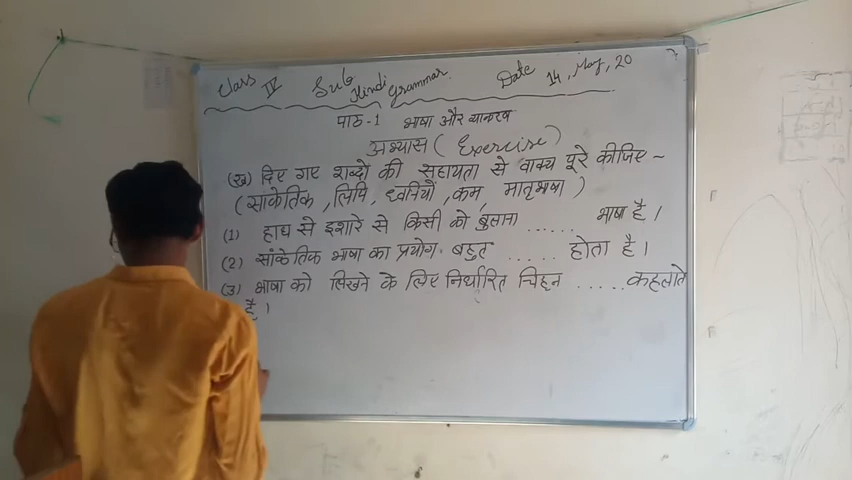 Class IV Sub Hindi Grammar. Date 14, May, 20
पाठ-1 भाषा और व्याकरण
अभ्यास (Exercise)
(ख) दिए गए शब्दो की सहायता से वाक्य पूरे कीजिए ~
(सांकेतिक, लिपि, ध्वनियों, कम, मातृभाषा)
(1) हाथ से इशारे से किसी को बुलाना ...... भाषा है।
(2) सांकेतिक भाषा का प्रयोग बहुत ...... होता है।
(3) भाषा को लिखने के लिए निर्धारित चिह्न ..... कहलाते
है।